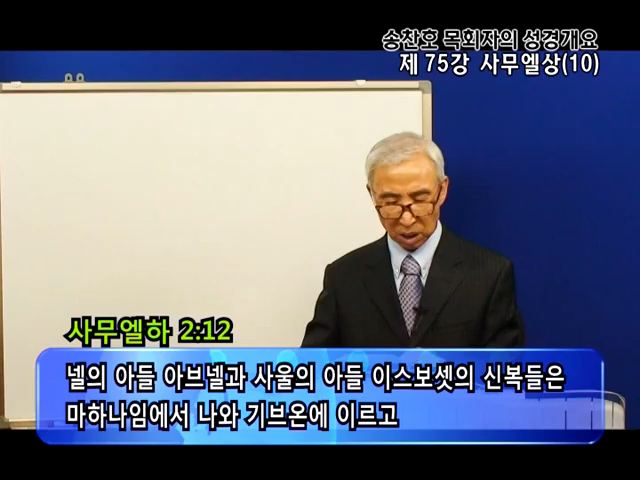 송찬호 목회자의 성경개요
제 75강 사무엘상(10)
사무엘하 2:12
넬의 아들 아브넬과 사울의 아들 이스보셋의 신복들은
마하나임에서 나와 기브온에 이르고